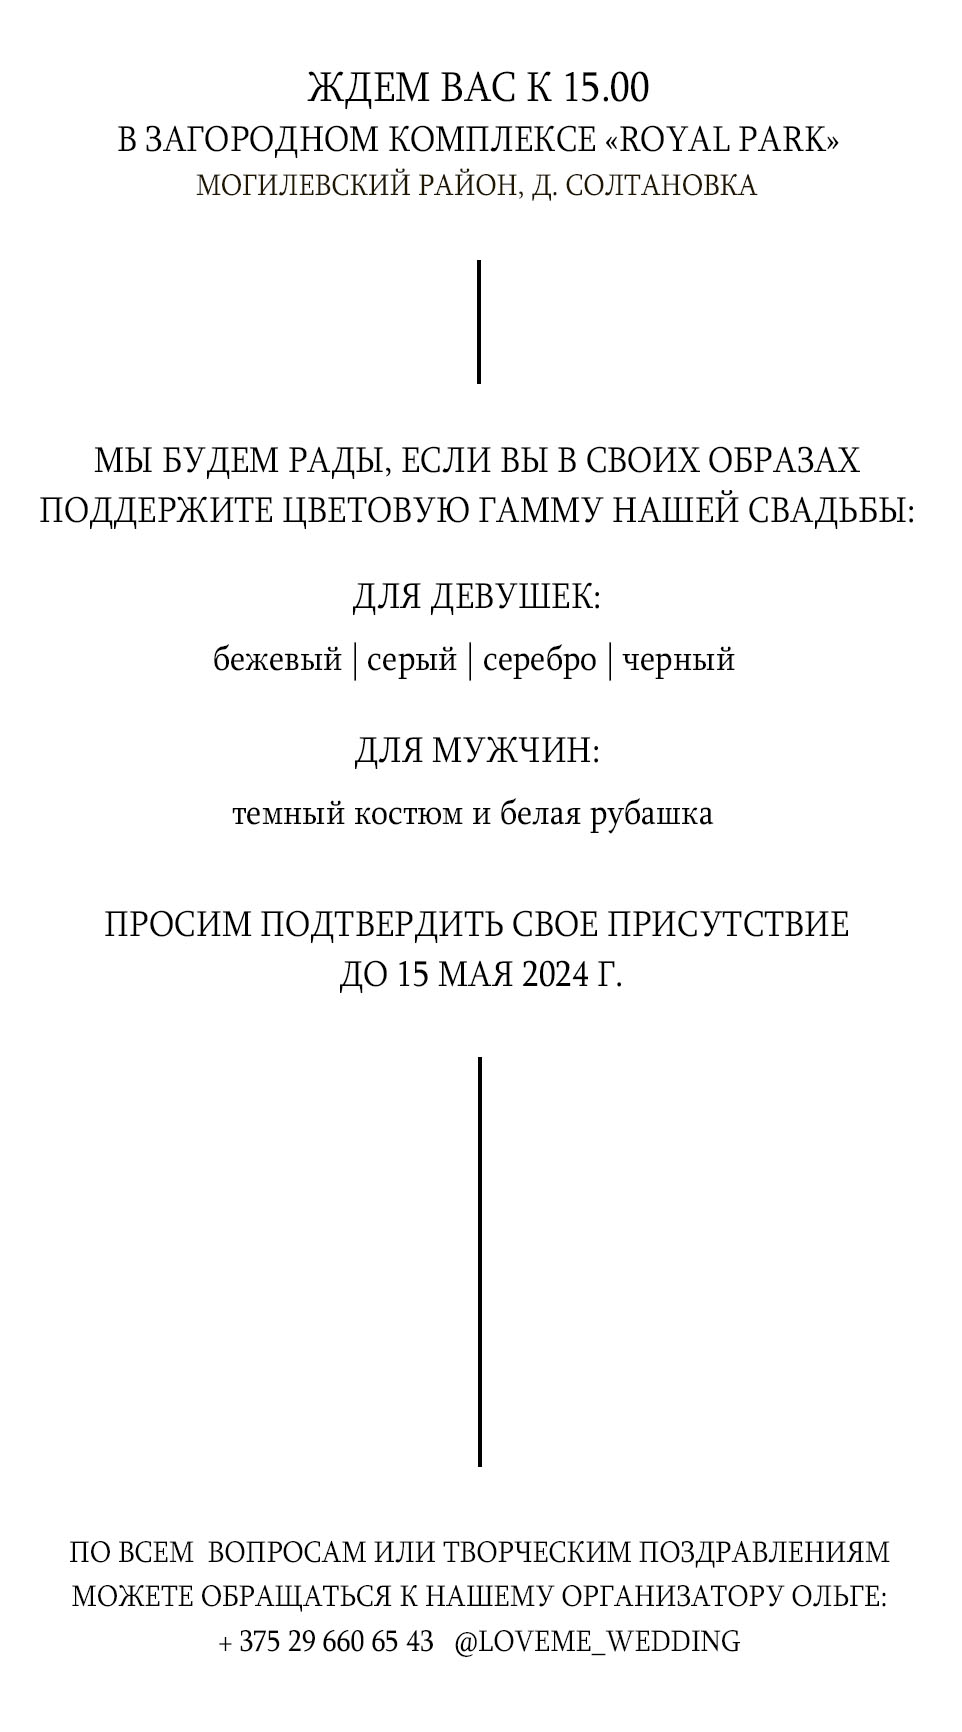 ЖДЕМ ВАС К 15.00
В ЗАГОРОДНОМ КОМПЛЕКСЕ «ROYAL PARK»
МОГИЛЕВСКИЙ РАЙОН, Д. СОЛТАНОВКА
МЫ БУДЕМ РАДЫ, ЕСЛИ ВЫ В СВОИХ ОБРАЗАХ
ПОДДЕРЖИТЕ ЦВЕТОВУЮ ГАММУ НАШЕЙ СВАДЬБЫ:
ДЛЯ ДЕВУШЕК:
бежевый | серый | серебро | черный
ДЛЯ МУЖЧИН:
темный костюм и белая рубашка
ПРОСИМ ПОДТВЕРДИТЬ СВОЕ ПРИСУТСТВИЕ
ДО 15 МАЯ 2024 Г.
ПО ВСЕМ  ВОПРОСАМ ИЛИ ТВОРЧЕСКИМ ПОЗДРАВЛЕНИЯМ
МОЖЕТЕ ОБРАЩАТЬСЯ К НАШЕМУ ОРГАНИЗАТОРУ ОЛЬГЕ:
+ 375 29 660 65 43   @LOVEME_WEDDING